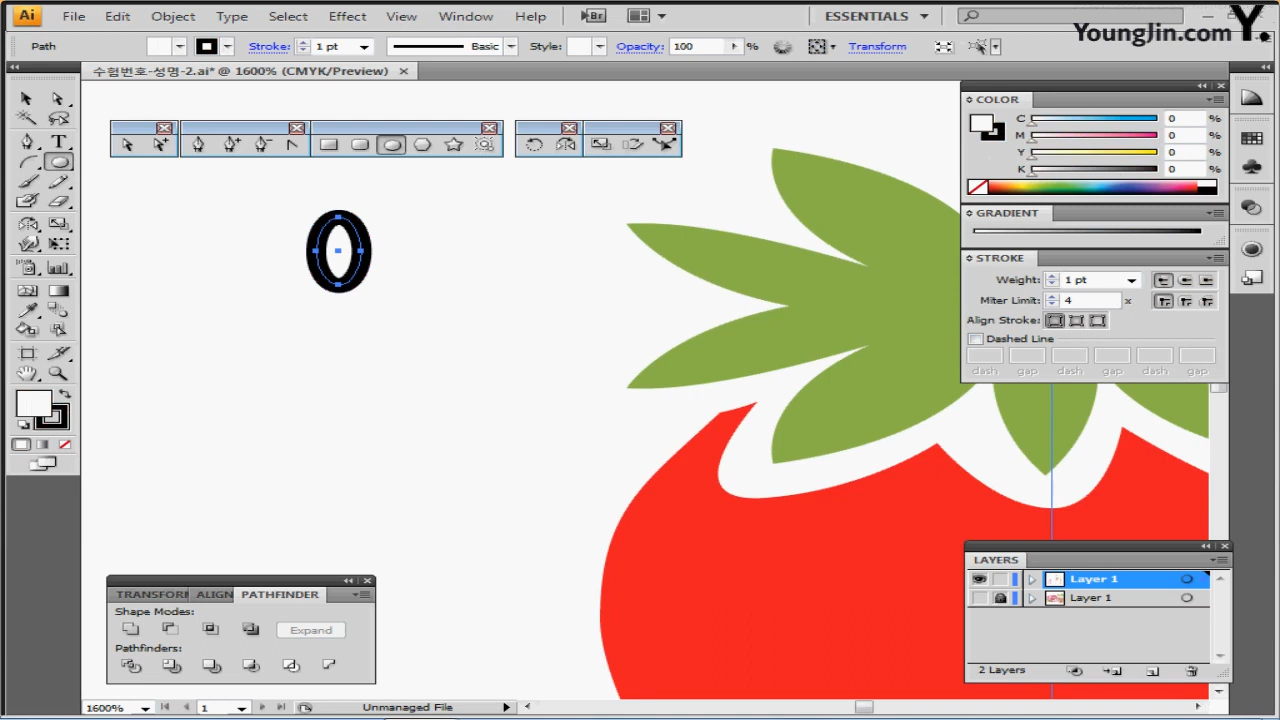 Ai File Edit Object Type Select Effect View Window Help Br ESSENTIALS
Y.
YoungJin.com
Path Stroke: 1 pt Basic Style: Opacity: 100 % Transform
수험번호-성명-2.ai* @ 1600% (CMYK/Preview)
COLOR
C 0 %
M 0 %
Y 0 %
K 0 %
GRADIENT
STROKE
Weight: 1 pt
Miter Limit: 4 x
Align Stroke:
Dashed Line
dash gap dash gap dash gap
LAYERS
Layer 1
Layer 1
2 Layers
TRANSFORM ALIGN PATHFINDER
Shape Modes:
Expand
Pathfinders:
1600% 1 Unmanaged File